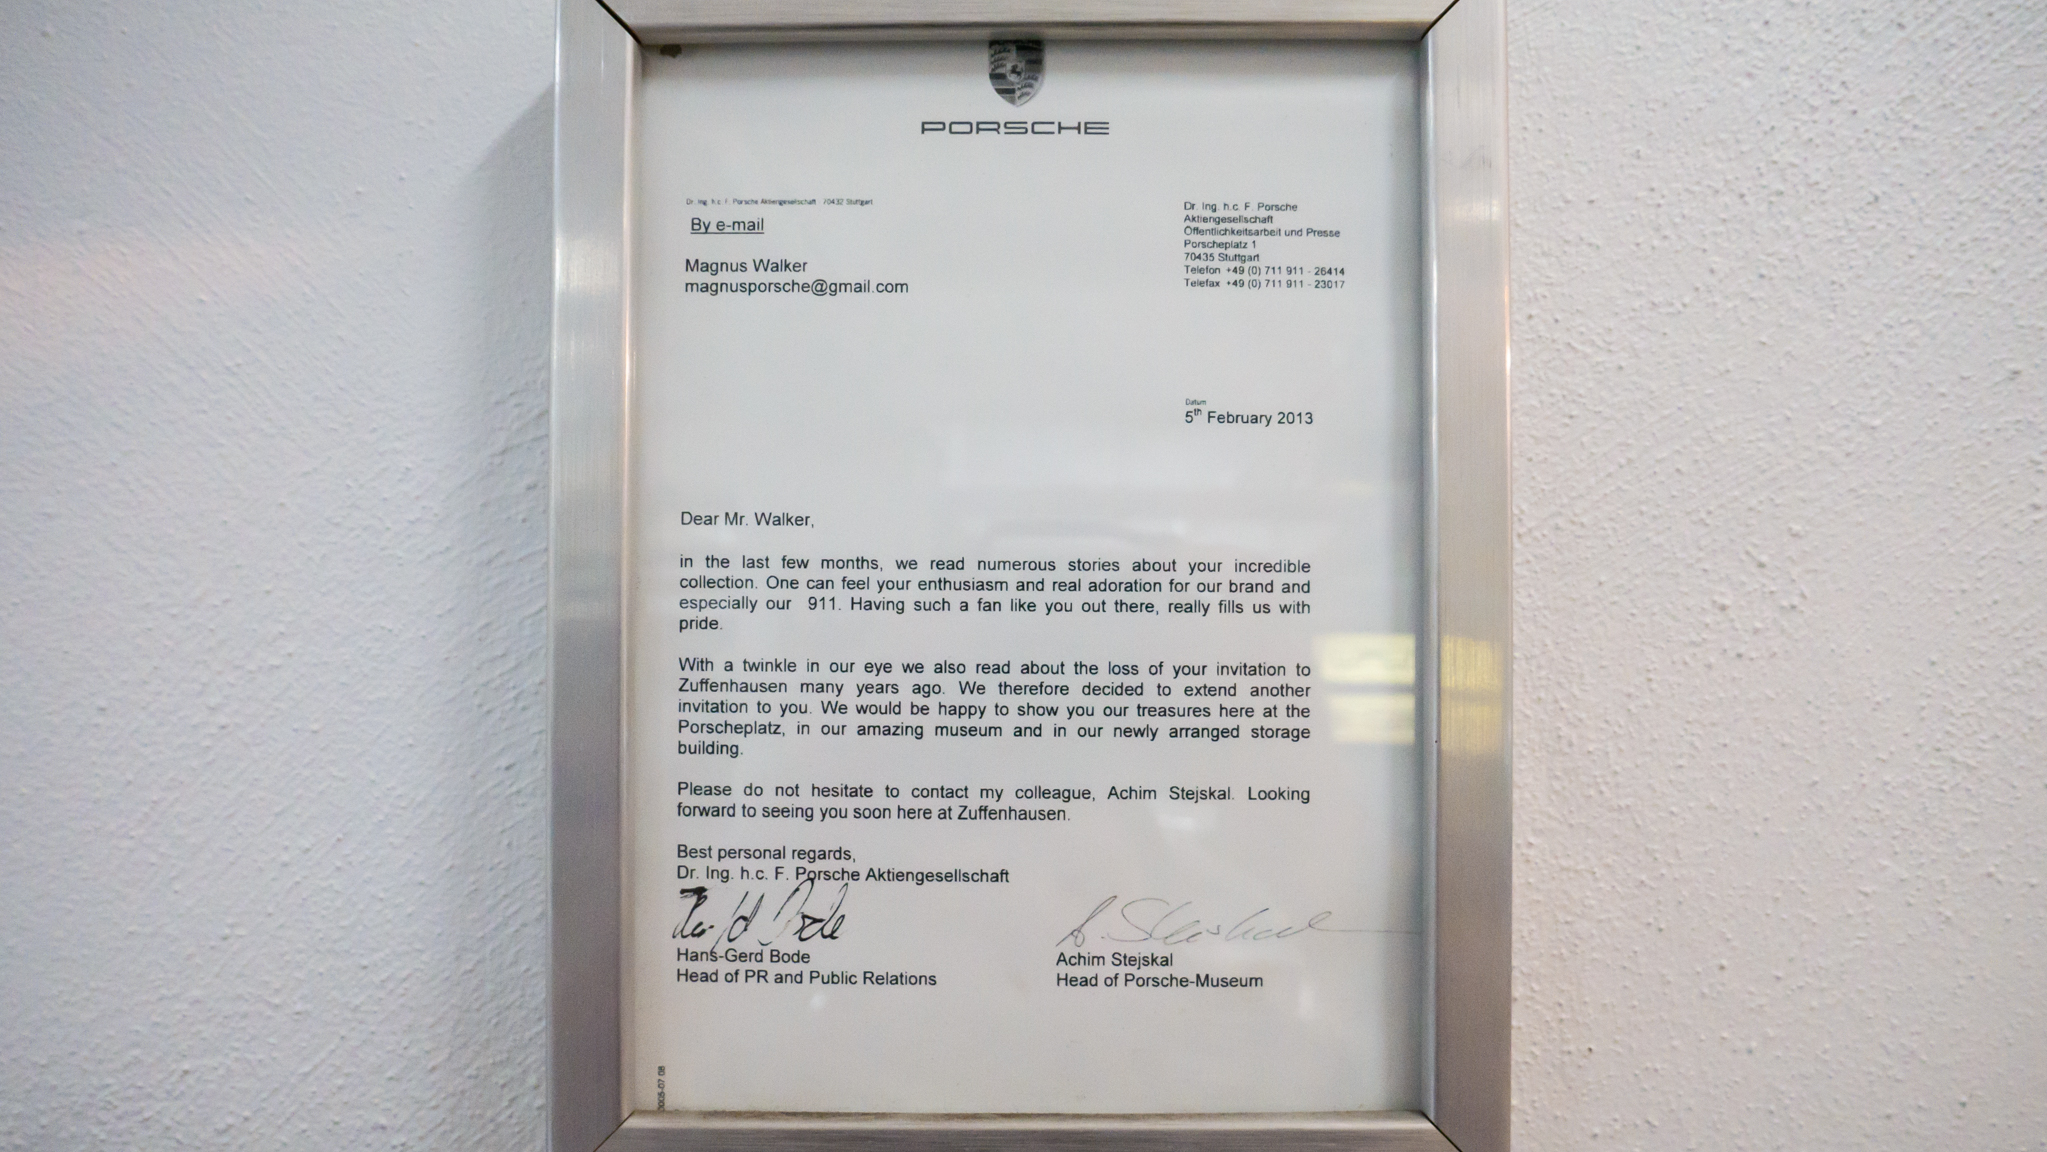 PORSCHE
Dr. Ing. h.c. F. Porsche Aktiengesellschaft 70432 Stuttgart
By e-mail
Magnus Walker
magnusporsche@gmail.com
Dr. Ing. h.c. F. Porsche
Aktiengesellschaft
Öffentlichkeitsarbeit und Presse
Porscheplatz 1
70435 Stuttgart
Telefon +49 (0) 711 911 - 26414
Telefax +49 (0) 711 911 - 23017
Datum
5th February 2013
Dear Mr. Walker,
in the last few months, we read numerous stories about your incredible
collection. One can feel your enthusiasm and real adoration for our brand and
especially our 911. Having such a fan like you out there, really fills us with
pride.
With a twinkle in our eye we also read about the loss of your invitation to
Zuffenhausen many years ago. We therefore decided to extend another
invitation to you. We would be happy to show you our treasures here at the
Porscheplatz, in our amazing museum and in our newly arranged storage
building.
Please do not hesitate to contact my colleague, Achim Stejskal. Looking
forward to seeing you soon here at Zuffenhausen.
Best personal regards,
Dr. Ing. h.c. F. Porsche Aktiengesellschaft
Hans-Gerd Bode
Head of PR and Public Relations
A. Stejskal
Achim Stejskal
Head of Porsche-Museum